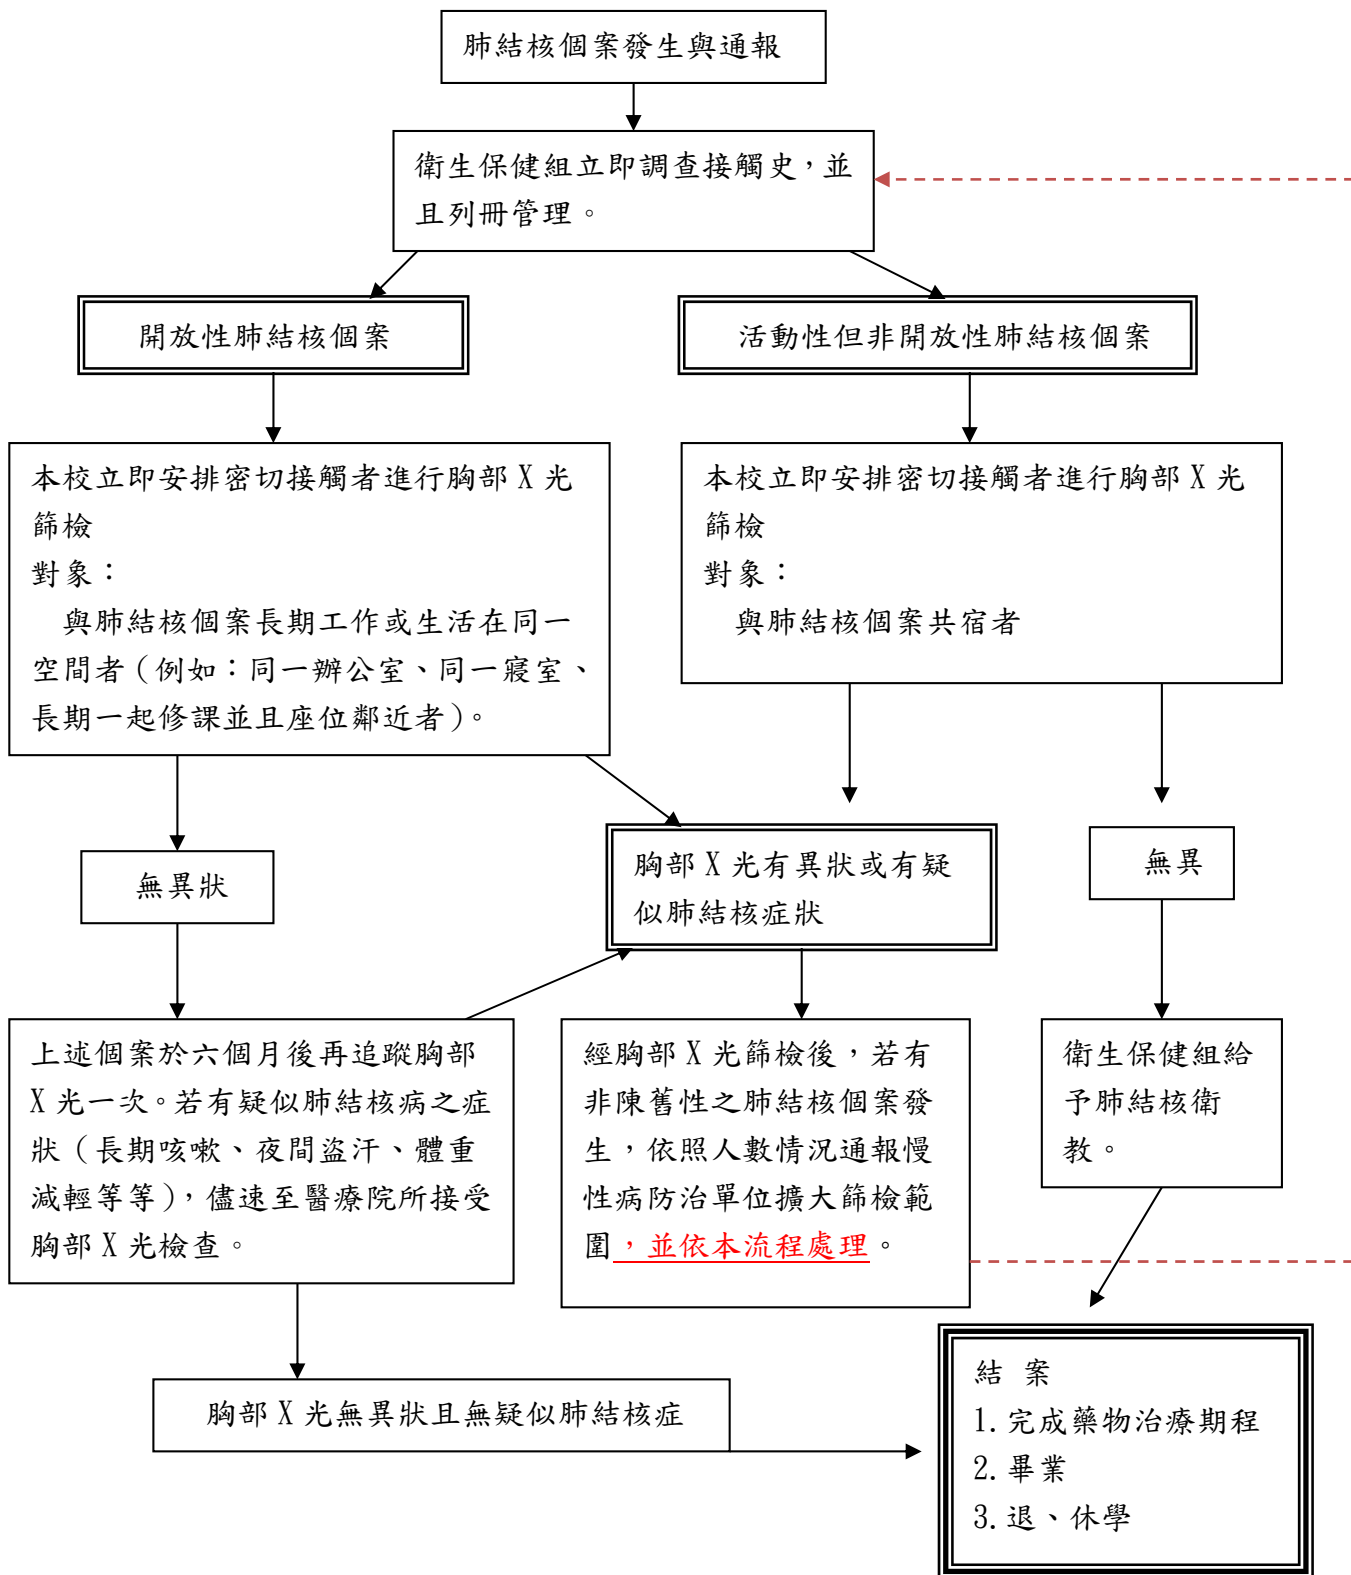 肺結核個案發生與通報
衛生保健組立即調查接觸史，並
且列冊管理。
開放性肺結核個案
活動性但非開放性肺結核個案
本校立即安排密切接觸者進行胸部 X 光
篩檢
對象：
與肺結核個案長期工作或生活在同一
空間者（例如：同一辦公室、同一寢室、
長期一起修課並且座位鄰近者）。
本校立即安排密切接觸者進行胸部 X 光
篩檢
對象：
與肺結核個案共宿者
無異狀
胸部 X 光有異狀或有疑
似肺結核症狀
無異
上述個案於六個月後再追蹤胸部
X 光一次。若有疑似肺結核病之症
狀（長期咳嗽、夜間盜汗、體重
減輕等等），儘速至醫療院所接受
胸部 X 光檢查。
經胸部 X 光篩檢後，若有
非陳舊性之肺結核個案發
生，依照人數情況通報慢
性病防治單位擴大篩檢範
圍，並依本流程處理。
衛生保健組給
予肺結核衛
教。
胸部 X 光無異狀且無疑似肺結核症
結 案
1.完成藥物治療期程
2.畢業
3.退、休學